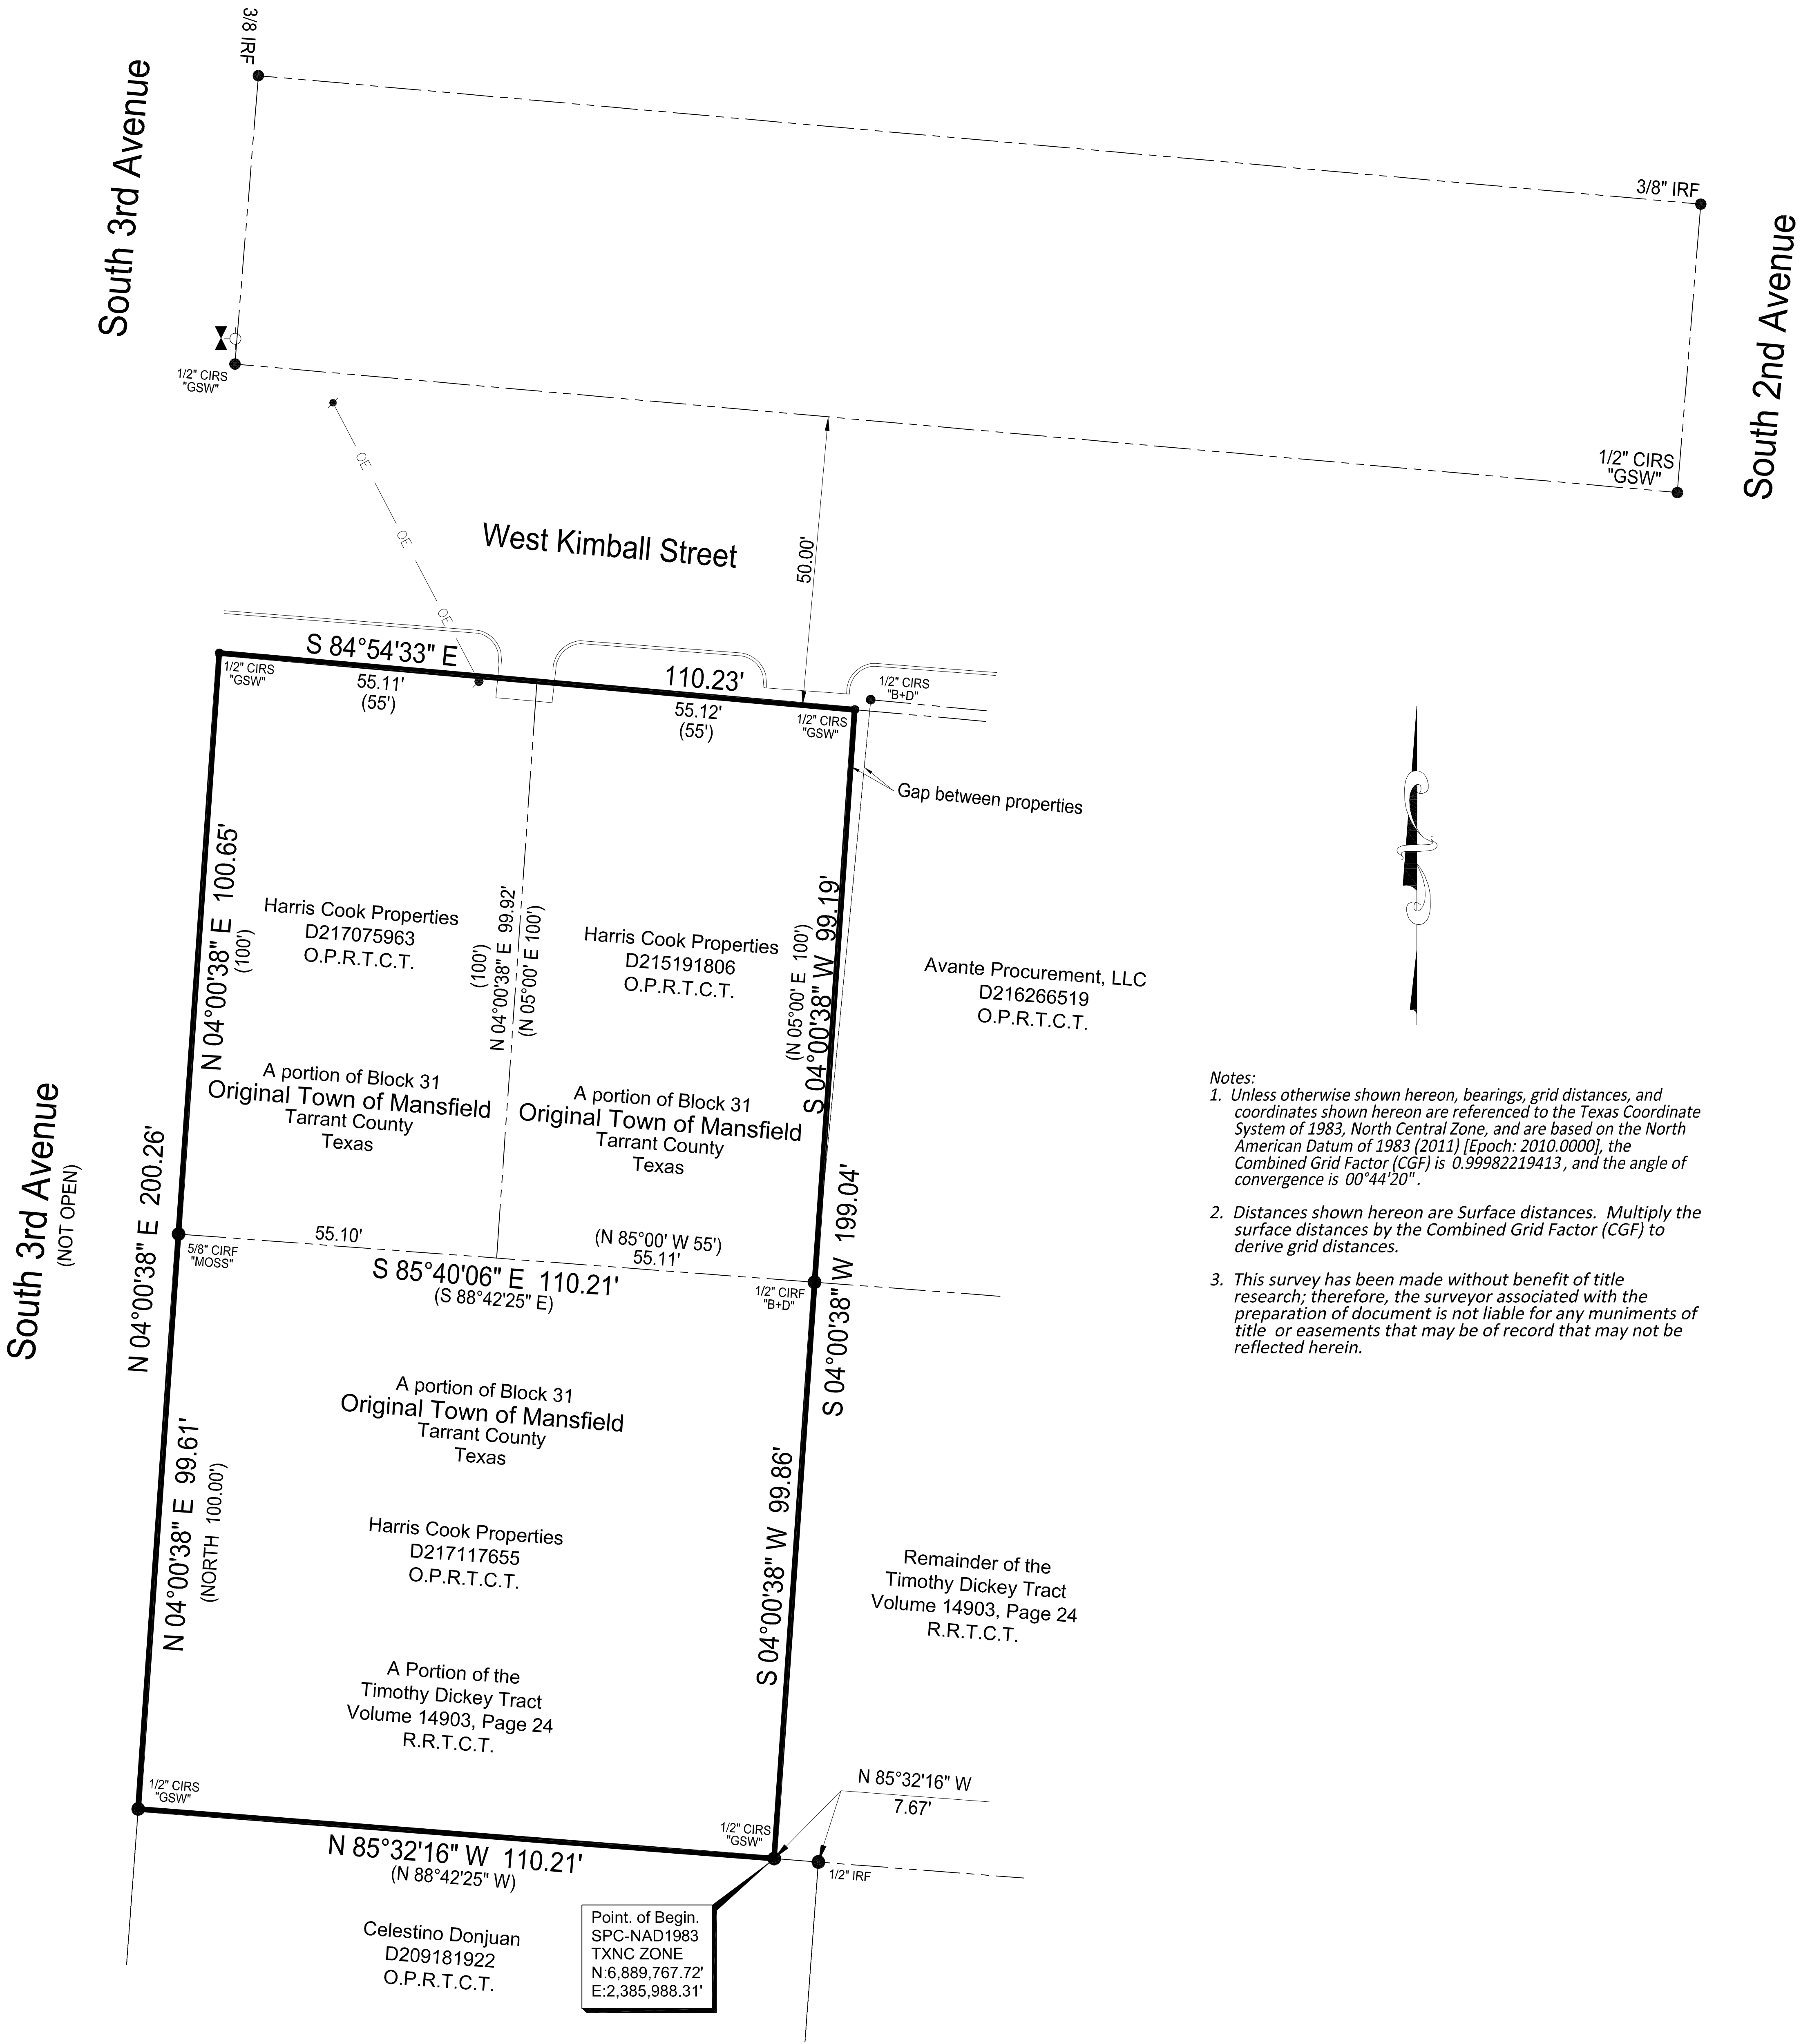 3/8 IRF
South 3rd Avenue
3/8" IRF
South 2nd Avenue
1/2" CIRS
"GSW"
1/2" CIRS
"GSW"
OE
OE
OE
West Kimball Street
50.00'
S 84°54'33" E
110.23'
1/2" CIRS
"GSW"
55.11'
(55')
55.12'
(55')
1/2" CIRS
"GSW"
1/2" CIRS
"B+D"
Gap between properties
N 04°00'38" E 100.65'
(100')
Harris Cook Properties
D217075963
O.P.R.T.C.T.
(100')
N 04°00'38" E 99.92'
(N 05°00' E 100')
Harris Cook Properties
D215191806
O.P.R.T.C.T.
(N 05°00' E 100')
S 04°00'38" W 99.19'
Avante Procurement, LLC
D216266519
O.P.R.T.C.T.
A portion of Block 31
Original Town of Mansfield
Tarrant County
Texas
A portion of Block 31
Original Town of Mansfield
Tarrant County
Texas
Notes:
1. Unless otherwise shown hereon, bearings, grid distances, and
coordinates shown hereon are referenced to the Texas Coordinate
System of 1983, North Central Zone, and are based on the North
American Datum of 1983 (2011) [Epoch: 2010.0000], the
Combined Grid Factor (CGF) is 0.99982219413 , and the angle of
convergence is 00°44'20" .
2. Distances shown hereon are Surface distances. Multiply the
surface distances by the Combined Grid Factor (CGF) to
derive grid distances.
3. This survey has been made without benefit of title
research; therefore, the surveyor associated with the
preparation of document is not liable for any muniments of
title or easements that may be of record that may not be
reflected herein.
South 3rd Avenue
(NOT OPEN)
N 04°00'38" E 200.26'
5/8" CIRF
"MOSS"
55.10'
(N 85°00' W 55')
55.11'
S 85°40'06" E 110.21'
(S 88°42'25" E)
1/2" CIRF
"B+D"
S 04°00'38" W 199.04'
A portion of Block 31
Original Town of Mansfield
Tarrant County
Texas
N 04°00'38" E 99.61'
(NORTH 100.00')
Harris Cook Properties
D217117655
O.P.R.T.C.T.
S 04°00'38" W 99.86'
Remainder of the
Timothy Dickey Tract
Volume 14903, Page 24
R.R.T.C.T.
A Portion of the
Timothy Dickey Tract
Volume 14903, Page 24
R.R.T.C.T.
1/2" CIRS
"GSW"
1/2" CIRS
"GSW"
N 85°32'16" W
7.67'
N 85°32'16" W 110.21'
(N 88°42'25" W)
1/2" IRF
Celestino Donjuan
D209181922
O.P.R.T.C.T.
Point. of Begin.
SPC-NAD1983
TXNC ZONE
N:6,889,767.72'
E:2,385,988.31'